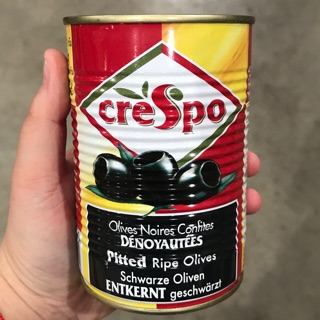 creSpo
Olives Noires Confites
DÉNOYAUTÉES
Pitted Ripe Olives
Schwarze Oliven
ENTKERNT geschwärzt